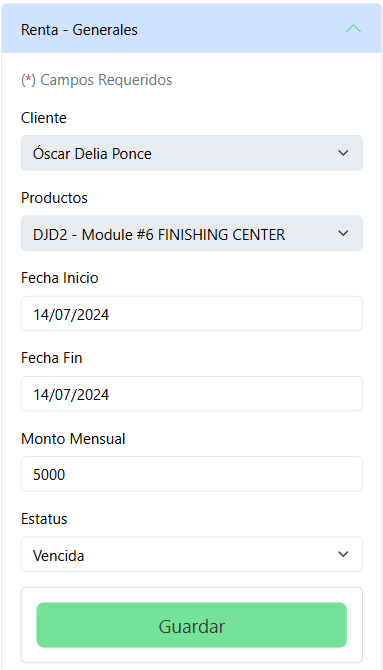 Renta - Generales
(*) Campos Requeridos
Cliente
Óscar Delia Ponce
Productos
DJD2 - Module #6 FINISHING CENTER
Fecha Inicio
14/07/2024
Fecha Fin
14/07/2024
Monto Mensual
5000
Estatus
Vencida
Guardar